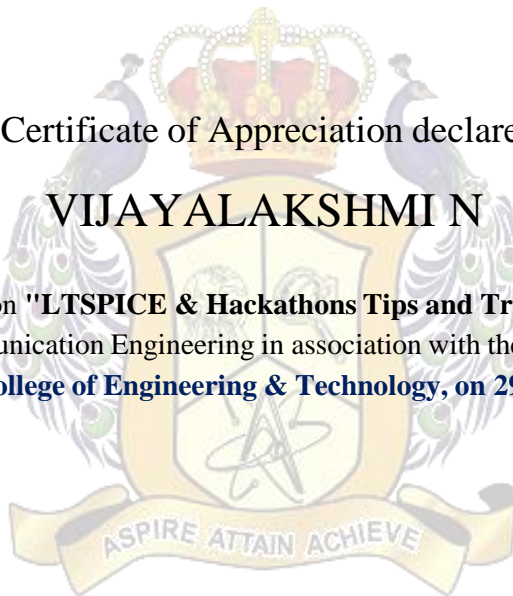 Certificate of Appreciation declare
VIJAYALAKSHMI N
on "LTSPICE & Hackathons Tips and Tr
unication Engineering in association with the
ollege of Engineering & Technology, on 29
ASPIRE ATTAIN ACHIEVE